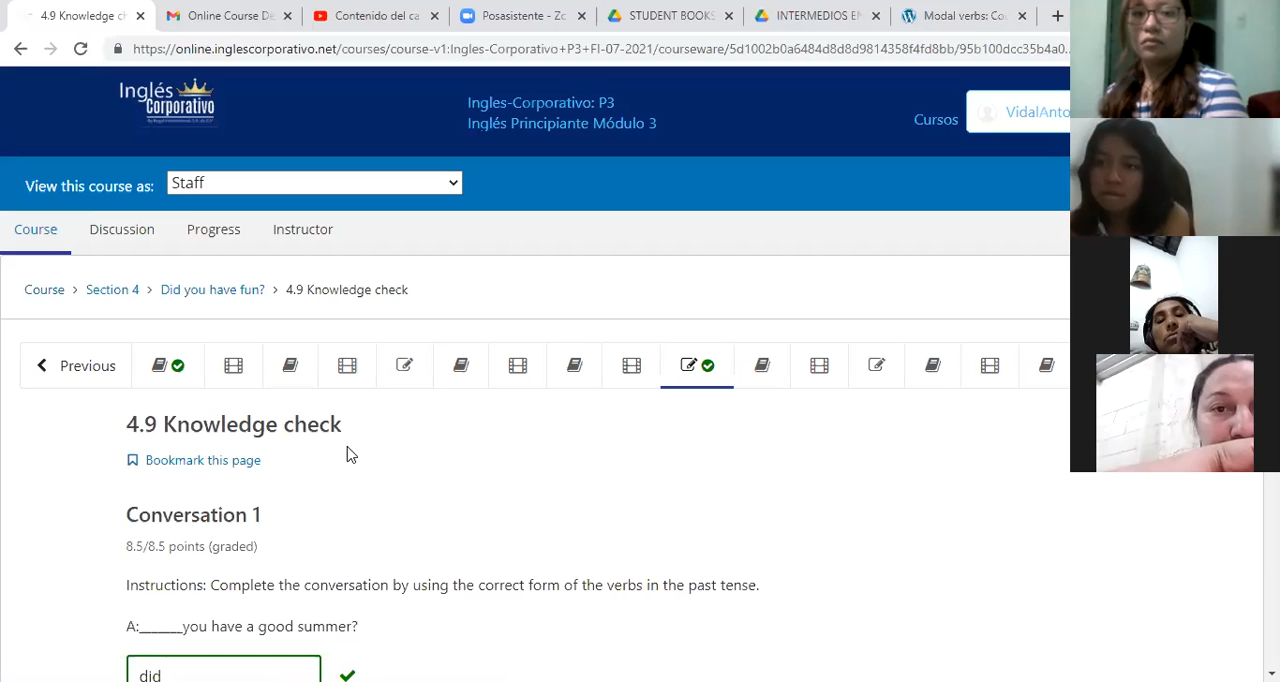 4.9 Knowledge ch
Online Course De
Contenido del ca
Posasistente - Zo
STUDENT BOOKS
INTERMEDIOS EN
Modal verbs: Co
https://online.inglescorporativo.net/courses/course-v1:Ingles-Corporativo+P3+FI-07-2021/courseware/5d1002b0a6484d8d8d9814358f4fd8bb/95b100dcc35b4a0...
Inglés
Corporativo
Ingles-Corporativo: P3
Inglés Principiante Módulo 3
Cursos
VidalAnto
View this course as:
Staff
Course
Discussion
Progress
Instructor
Course > Section 4 > Did you have fun? > 4.9 Knowledge check
Previous
4.9 Knowledge check
Bookmark this page
Conversation 1
8.5/8.5 points (graded)
Instructions: Complete the conversation by using the correct form of the verbs in the past tense.
A:______you have a good summer?
did